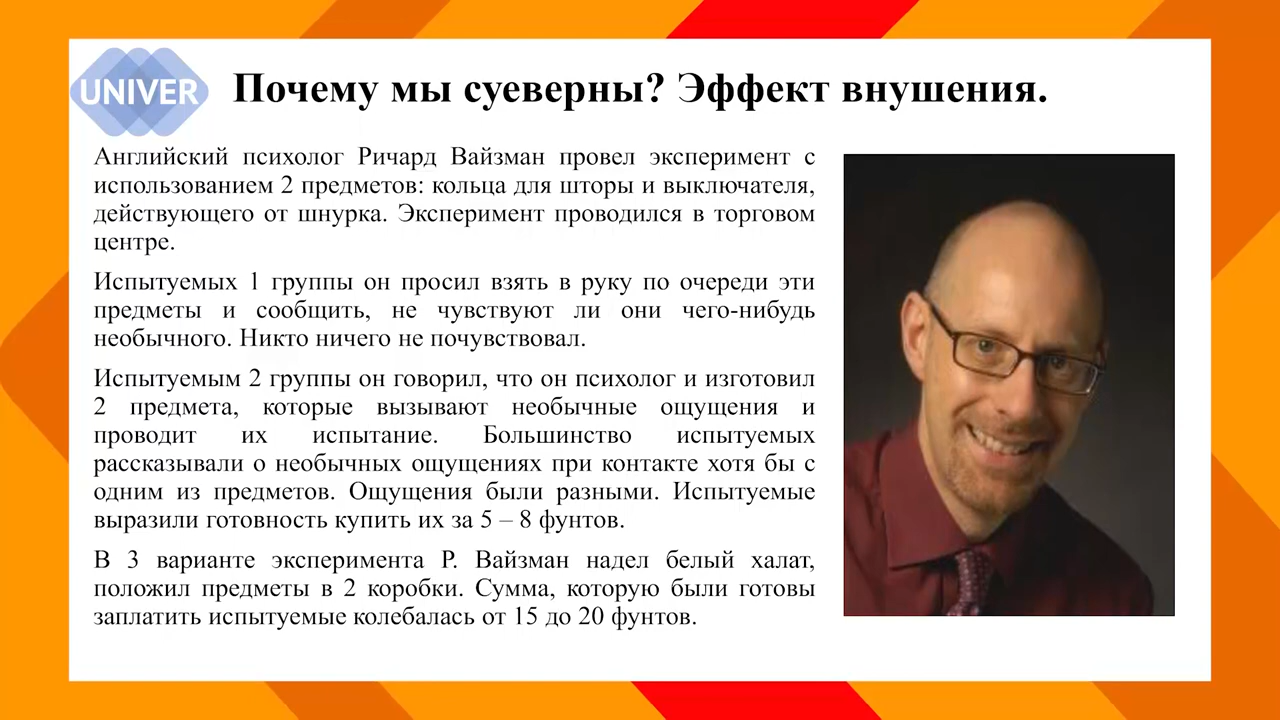 UNIVER
Почему мы суеверны? Эффект внушения.
Английский психолог Ричард Вайзман провел эксперимент с
использованием 2 предметов: кольца для шторы и выключателя,
действующего от шнурка. Эксперимент проводился в торговом
центре.
Испытуемых 1 группы он просил взять в руку по очереди эти
предметы и сообщить, не чувствуют ли они чего-нибудь
необычного. Никто ничего не почувствовал.
Испытуемым 2 группы он говорил, что он психолог и изготовил
2 предмета, которые вызывают необычные ощущения и
проводит их испытание. Большинство испытуемых
рассказывали о необычных ощущениях при контакте хотя бы с
одним из предметов. Ощущения были разными. Испытуемые
выразили готовность купить их за 5 – 8 фунтов.
В 3 варианте эксперимента Р. Вайзман надел белый халат,
положил предметы в 2 коробки. Сумма, которую были готовы
заплатить испытуемые колебалась от 15 до 20 фунтов.